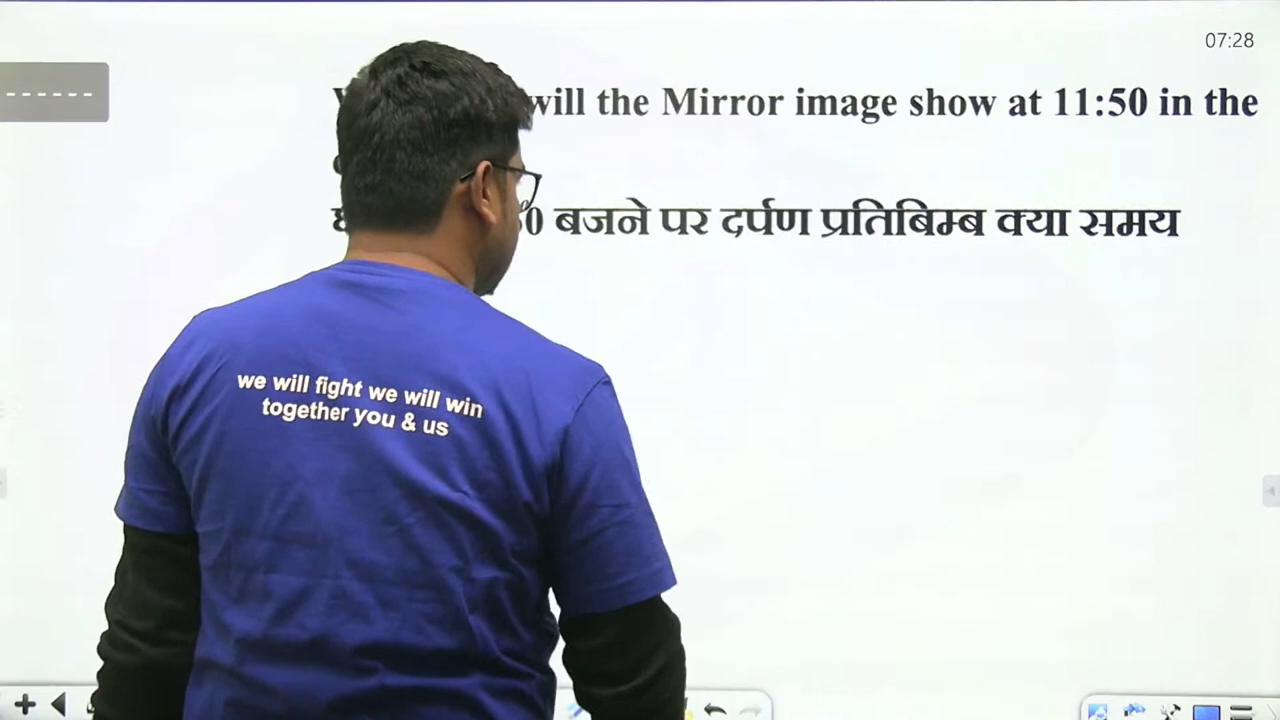 07:28
will the Mirror image show at 11:50 in the
बजने पर दर्पण प्रतिबिम्ब क्या समय
we will fight we will win
together you & us